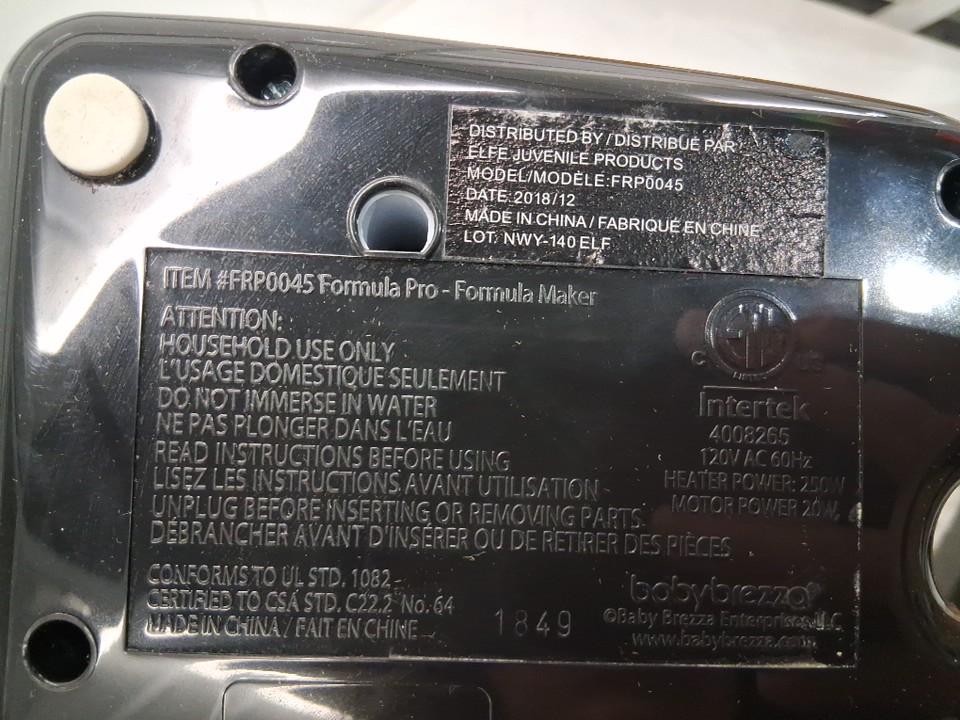 DISTRIBUTED BY / DISTRIBUÉ PAR
ELFE JUVENILE PRODUCTS
MODEL/MODÈLE:FRP0045
DATE: 2018/12
MADE IN CHINA / FABRIQUÉ EN CHINE
LOT: NWY-140 ELF
ITEM #FRP0045 Formula Pro - Formula Maker
ATTENTION:
HOUSEHOLD USE ONLY
L'USAGE DOMESTIQUE SEULEMENT
DO NOT IMMERSE IN WATER
NE PAS PLONGER DANS L'EAU
READ INSTRUCTIONS BEFORE USING
LISEZ LES INSTRUCTIONS AVANT UTILISATION
UNPLUG BEFORE INSERTING OR REMOVING PARTS.
DÉBRANCHER AVANT D'INSÉRER OU DE RETIRER DES PIÈCES
CONFORMS TO UL STD. 1082
CERTIFIED TO CSA STD. C22.2 No. 64
MADE IN CHINA / FAIT EN CHINE
1849
C US
LISTED
Intertek
4008265
120V AC 60Hz
HEATER POWER: 250W
MOTOR POWER 20W
babybrezza®
©Baby Brezza Enterprises LLC
www.babybrezza.com